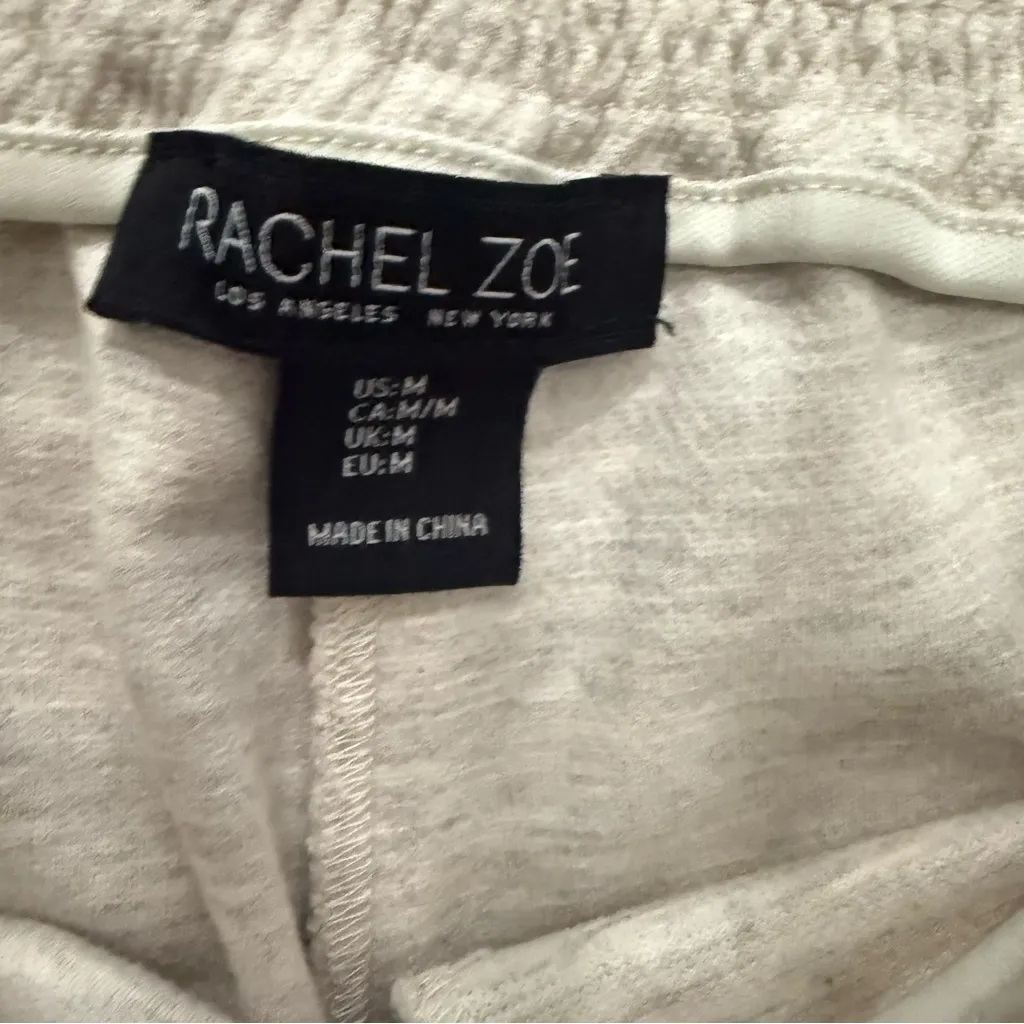 RACHEL ZOE
LOS ANGELES NEW YORK
US:M
CA:M/M
UK:M
EU:M
MADE IN CHINA